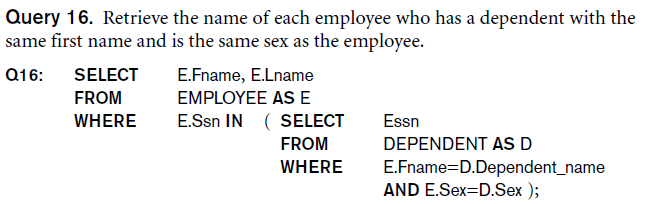 Query 16. Retrieve the name of each employee who has a dependent with the
same first name and is the same sex as the employee.
Q16: SELECT E.Fname, E.Lname
FROM EMPLOYEE AS E
WHERE E.Ssn IN ( SELECT Essn
FROM DEPENDENT AS D
WHERE E.Fname=D.Dependent_name
AND E.Sex=D.Sex );